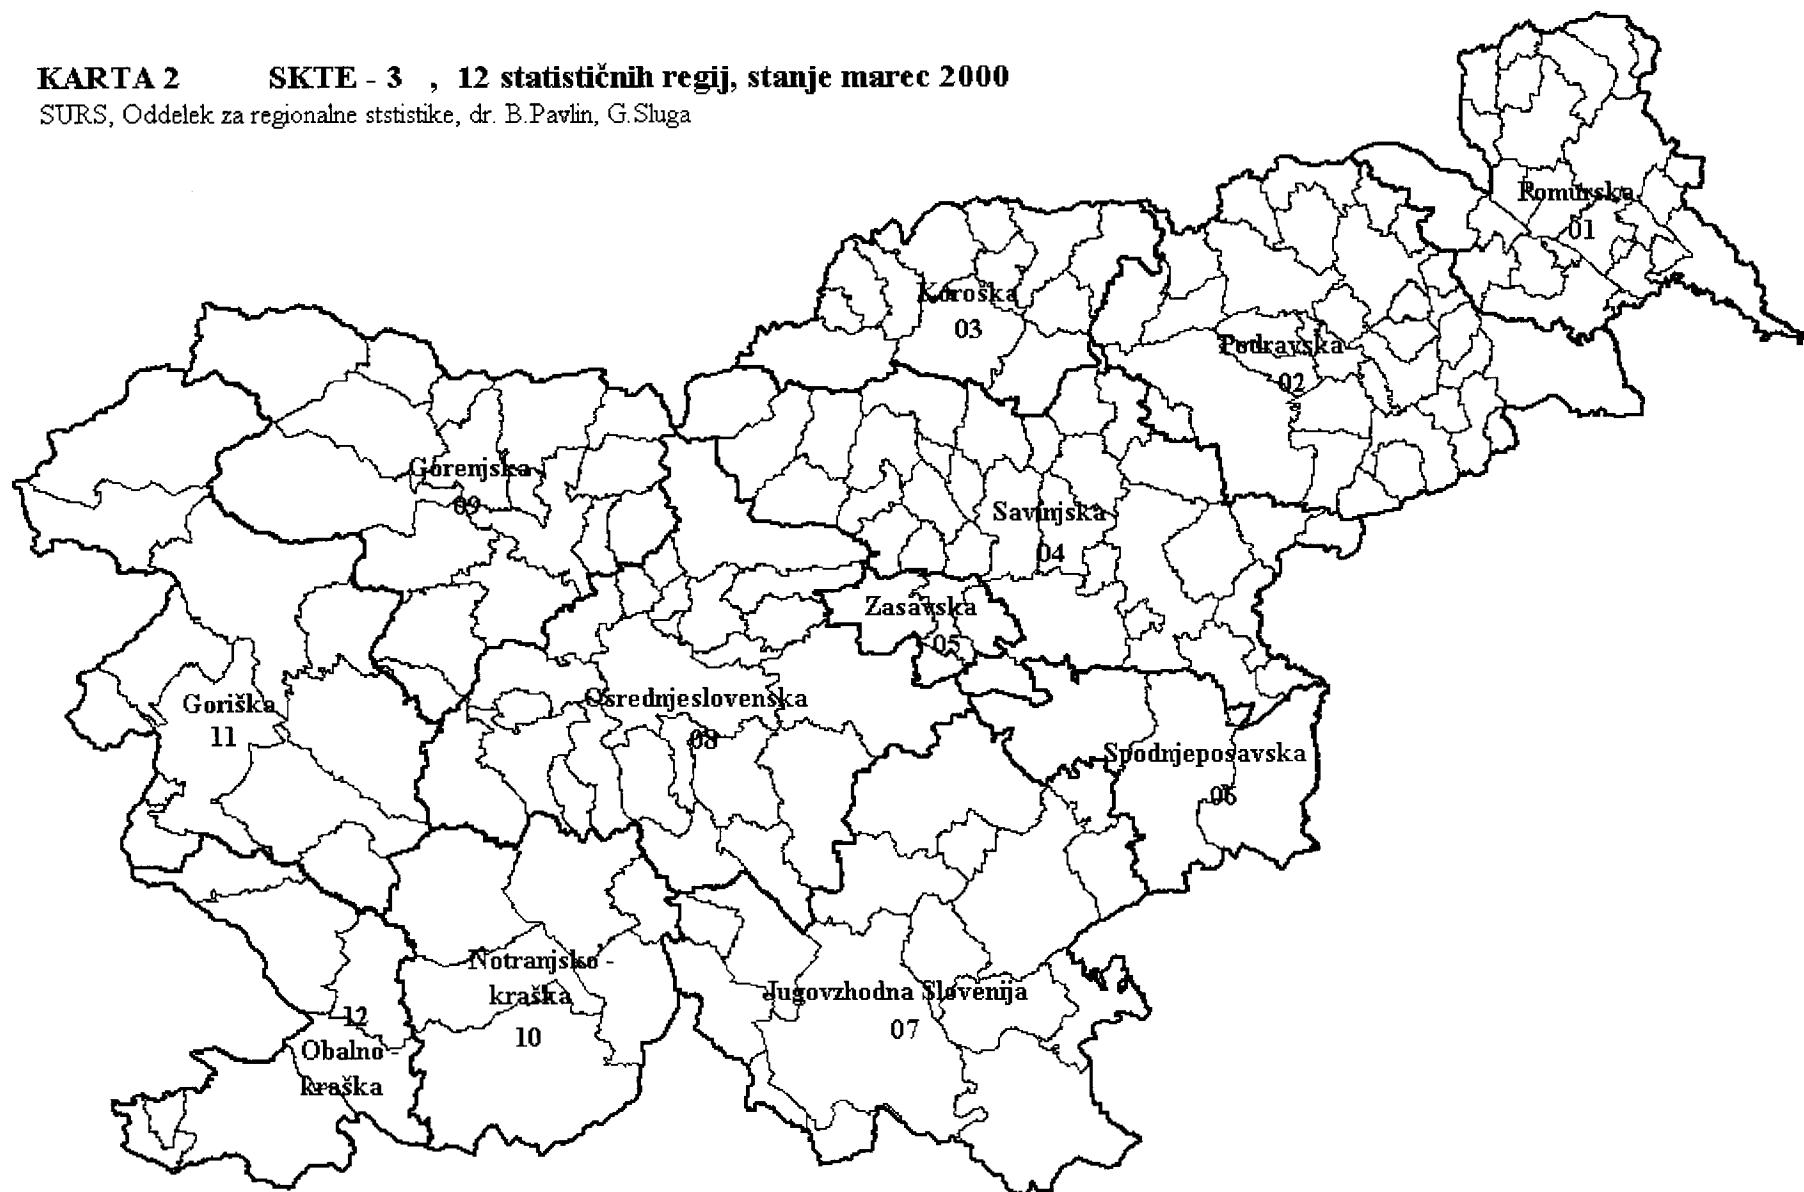 KARTA 2 SKTE - 3 , 12 statističnih regij, stanje marec 2000
SURS, Oddelek za regionalne ststistike, dr. B.Pavlin, G.Sluga
Pomurska
01
Koroška
03
Podravska
02
Gorenjska
09
Savinjska
04
Zasavska
05
Goriška
11
Osrednjeslovenska
08
Spodnjeposavska
06
Notranjsko -
kraška
10
Jugovzhodna Slovenija
07
12
Obalno -
kraška